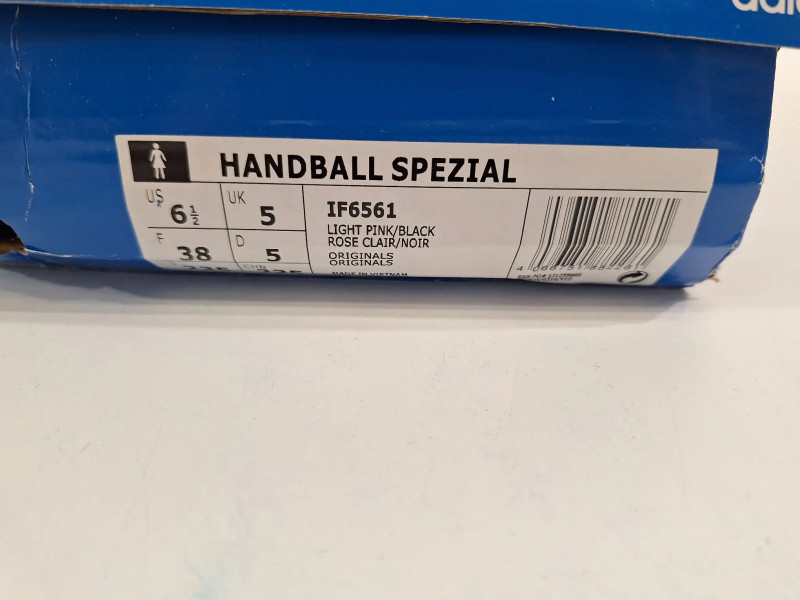 HANDBALL SPEZIAL
US 6½ UK 5
F 38 D 5
IF6561
LIGHT PINK/BLACK
ROSE CLAIR/NOIR
ORIGINALS
ORIGINALS
MADE IN VIETNAM
CHN